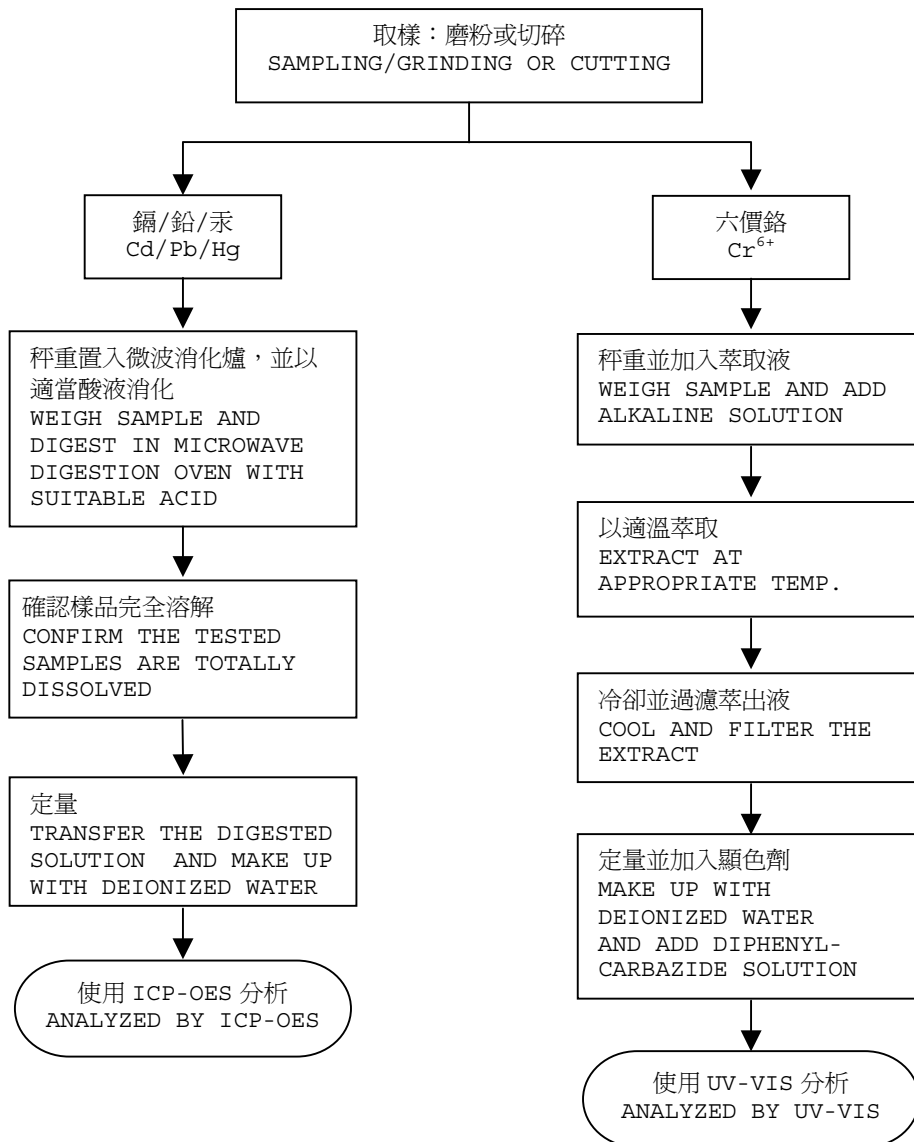 取樣：磨粉或切碎
SAMPLING/GRINDING OR CUTTING
鎘/鉛/汞
Cd/Pb/Hg
秤重置入微波消化爐，並以
適當酸液消化
WEIGH SAMPLE AND
DIGEST IN MICROWAVE
DIGESTION OVEN WITH
SUITABLE ACID
確認樣品完全溶解
CONFIRM THE TESTED
SAMPLES ARE TOTALLY
DISSOLVED
定量
TRANSFER THE DIGESTED
SOLUTION AND MAKE UP
WITH DEIONIZED WATER
使用 ICP-OES 分析
ANALYZED BY ICP-OES
六價鉻
Cr⁶⁺
秤重並加入萃取液
WEIGH SAMPLE AND ADD
ALKALINE SOLUTION
以適溫萃取
EXTRACT AT
APPROPRIATE TEMP.
冷卻並過濾萃出液
COOL AND FILTER THE
EXTRACT
定量並加入顯色劑
MAKE UP WITH
DEIONIZED WATER
AND ADD DIPHENYL-
CARBAZIDE SOLUTION
使用 UV-VIS 分析
ANALYZED BY UV-VIS